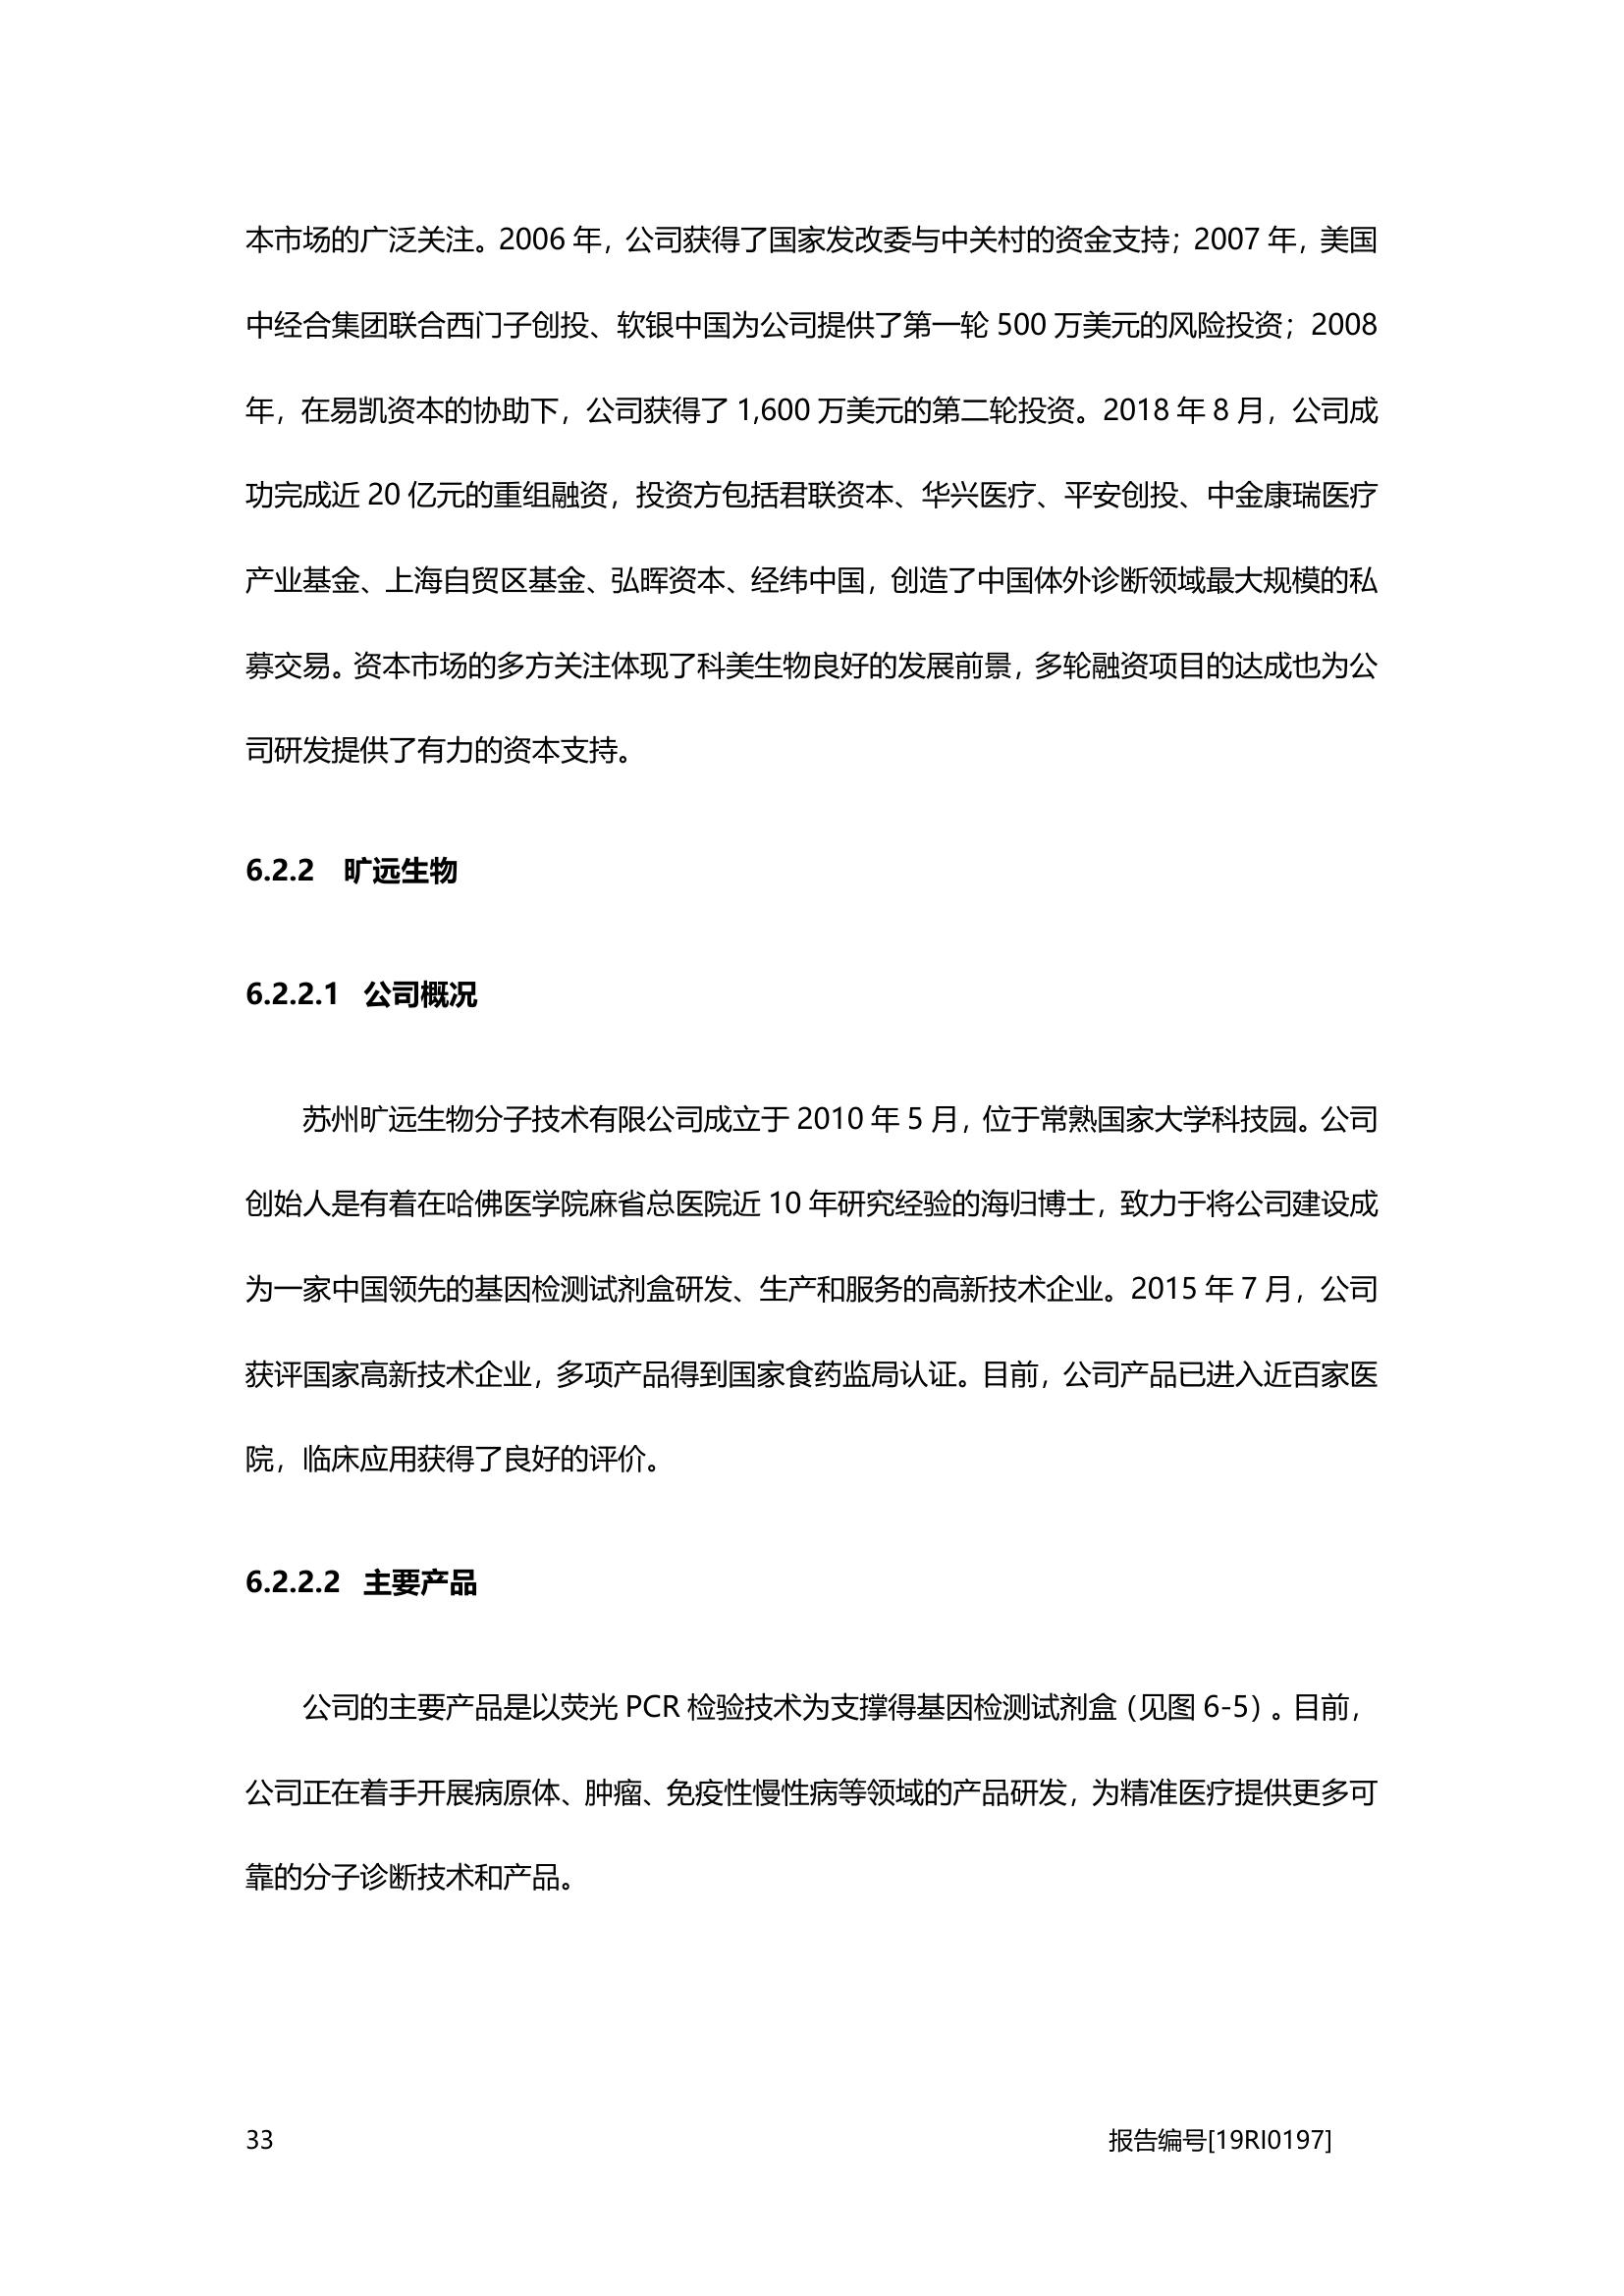 本市场的广泛关注。2006 年，公司获得了国家发改委与中关村的资金支持；2007 年，美国
中经合集团联合西门子创投、软银中国为公司提供了第一轮 500 万美元的风险投资；2008
年，在易凯资本的协助下，公司获得了 1,600 万美元的第二轮投资。2018 年 8 月，公司成
功完成近 20 亿元的重组融资，投资方包括君联资本、华兴医疗、平安创投、中金康瑞医疗
产业基金、上海自贸区基金、弘晖资本、经纬中国，创造了中国体外诊断领域最大规模的私
募交易。资本市场的多方关注体现了科美生物良好的发展前景，多轮融资项目的达成也为公
司研发提供了有力的资本支持。
6.2.2 旷远生物
6.2.2.1 公司概况
苏州旷远生物分子技术有限公司成立于 2010 年 5 月，位于常熟国家大学科技园。公司
创始人是有着在哈佛医学院麻省总医院近 10 年研究经验的海归博士，致力于将公司建设成
为一家中国领先的基因检测试剂盒研发、生产和服务的高新技术企业。2015 年 7 月，公司
获评国家高新技术企业，多项产品得到国家食药监局认证。目前，公司产品已进入近百家医
院，临床应用获得了良好的评价。
6.2.2.2 主要产品
公司的主要产品是以荧光 PCR 检验技术为支撑得基因检测试剂盒（见图 6-5）。目前，
公司正在着手开展病原体、肿瘤、免疫性慢性病等领域的产品研发，为精准医疗提供更多可
靠的分子诊断技术和产品。
33 报告编号[19RI0197]